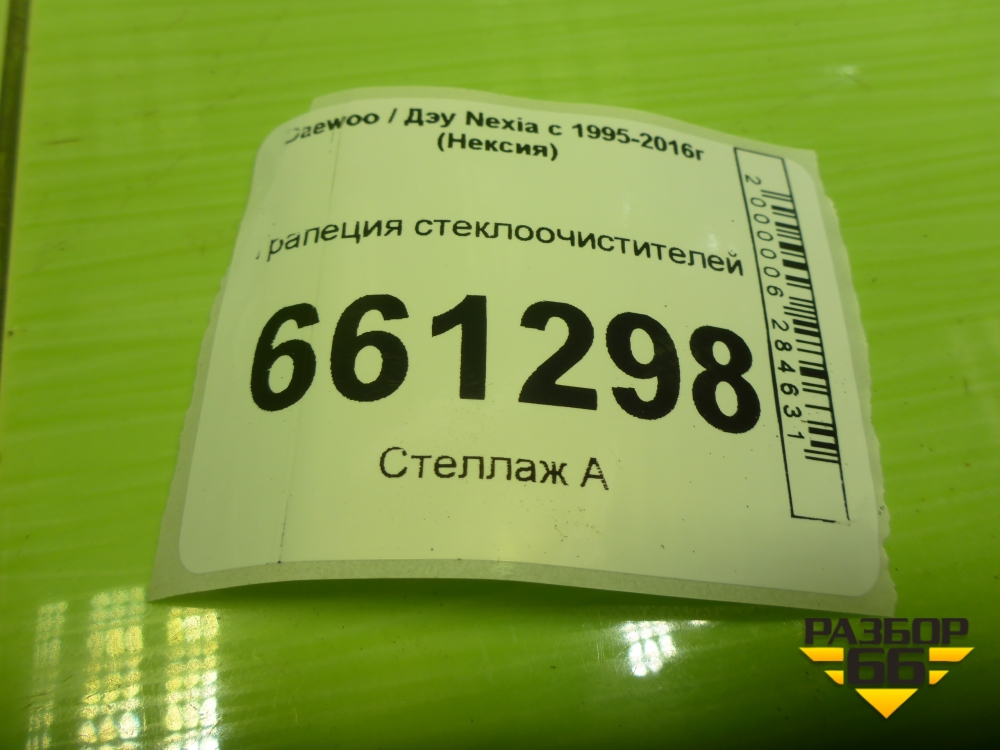 Daewoo / Дэу Nexia с 1995-2016г
(Нексия)
Трапеция стеклоочистителей
661298
Стеллаж А
2000006284631
РАЗБОР
66